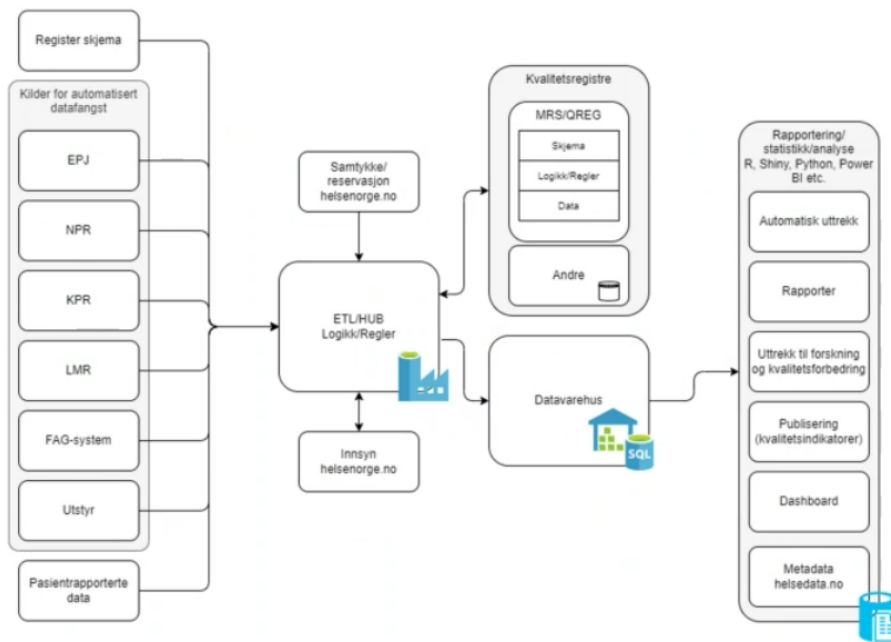 Register skjema
Kilder for automatisert
datafangst
EPJ
NPR
KPR
LMR
FAG-system
Utstyr
Pasientrapporterte
data
Samtykke/
reservasjon
helsenorge.no
ETL/HUB
Logikk/Regler
Innsyn
helsenorge.no
Kvalitetsregistre
MRS/QREG
Skjema
Logikk/Regler
Data
Andre
Datavarehus
SQL
Rapportering/
statistikk/analyse
R, Shiny, Python, Power
BI etc.
Automatisk uttrekk
Rapporter
Uttrekk til forskning
og kvalitetsforbedring
Publisering
(kvalitetsindikatorer)
Dashboard
Metadata
helsedata.no